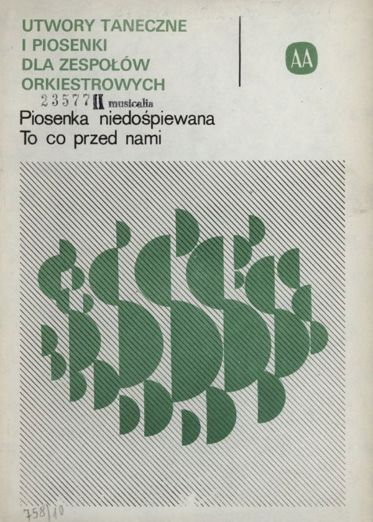 UTWORY TANECZNE
I PIOSENKI
DLA ZESPOŁÓW
ORKIESTROWYCH
AA
23577 II musicalia
Piosenka niedośpiewana
To co przed nami
758/10